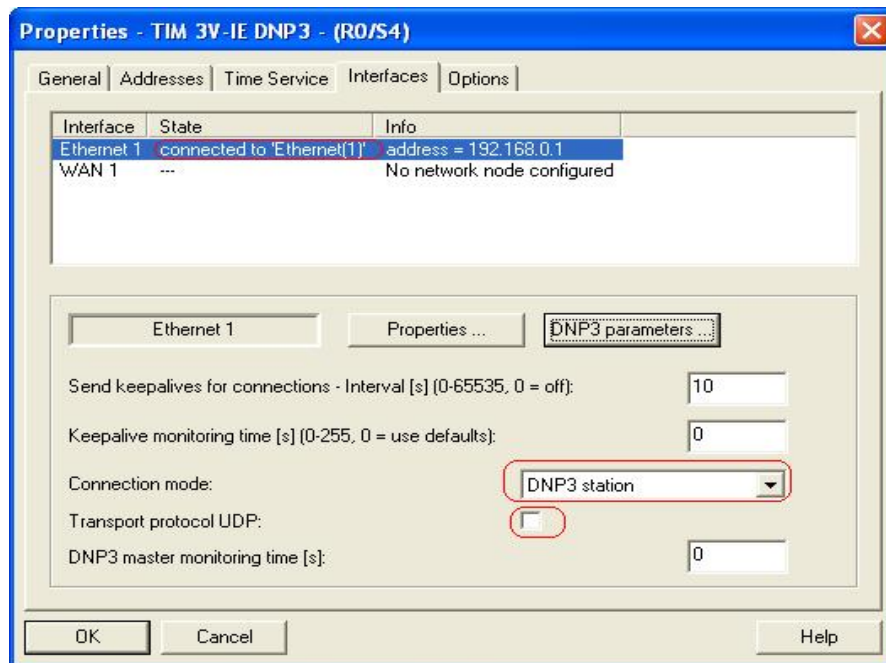 Properties - TIM 3V-IE DNP3 - (R0/S4)
General Addresses Time Service Interfaces Options
Interface State Info
Ethernet 1 connected to 'Ethernet(1)' address = 192.168.0.1
WAN 1 --- No network node configured
Ethernet 1 Properties ... DNP3 parameters ...
Send keepalives for connections - Interval [s] (0-65535, 0 = off): 10
Keepalive monitoring time [s] (0-255, 0 = use defaults): 0
Connection mode: DNP3 station
Transport protocol UDP:
DNP3 master monitoring time [s]: 0
OK Cancel Help